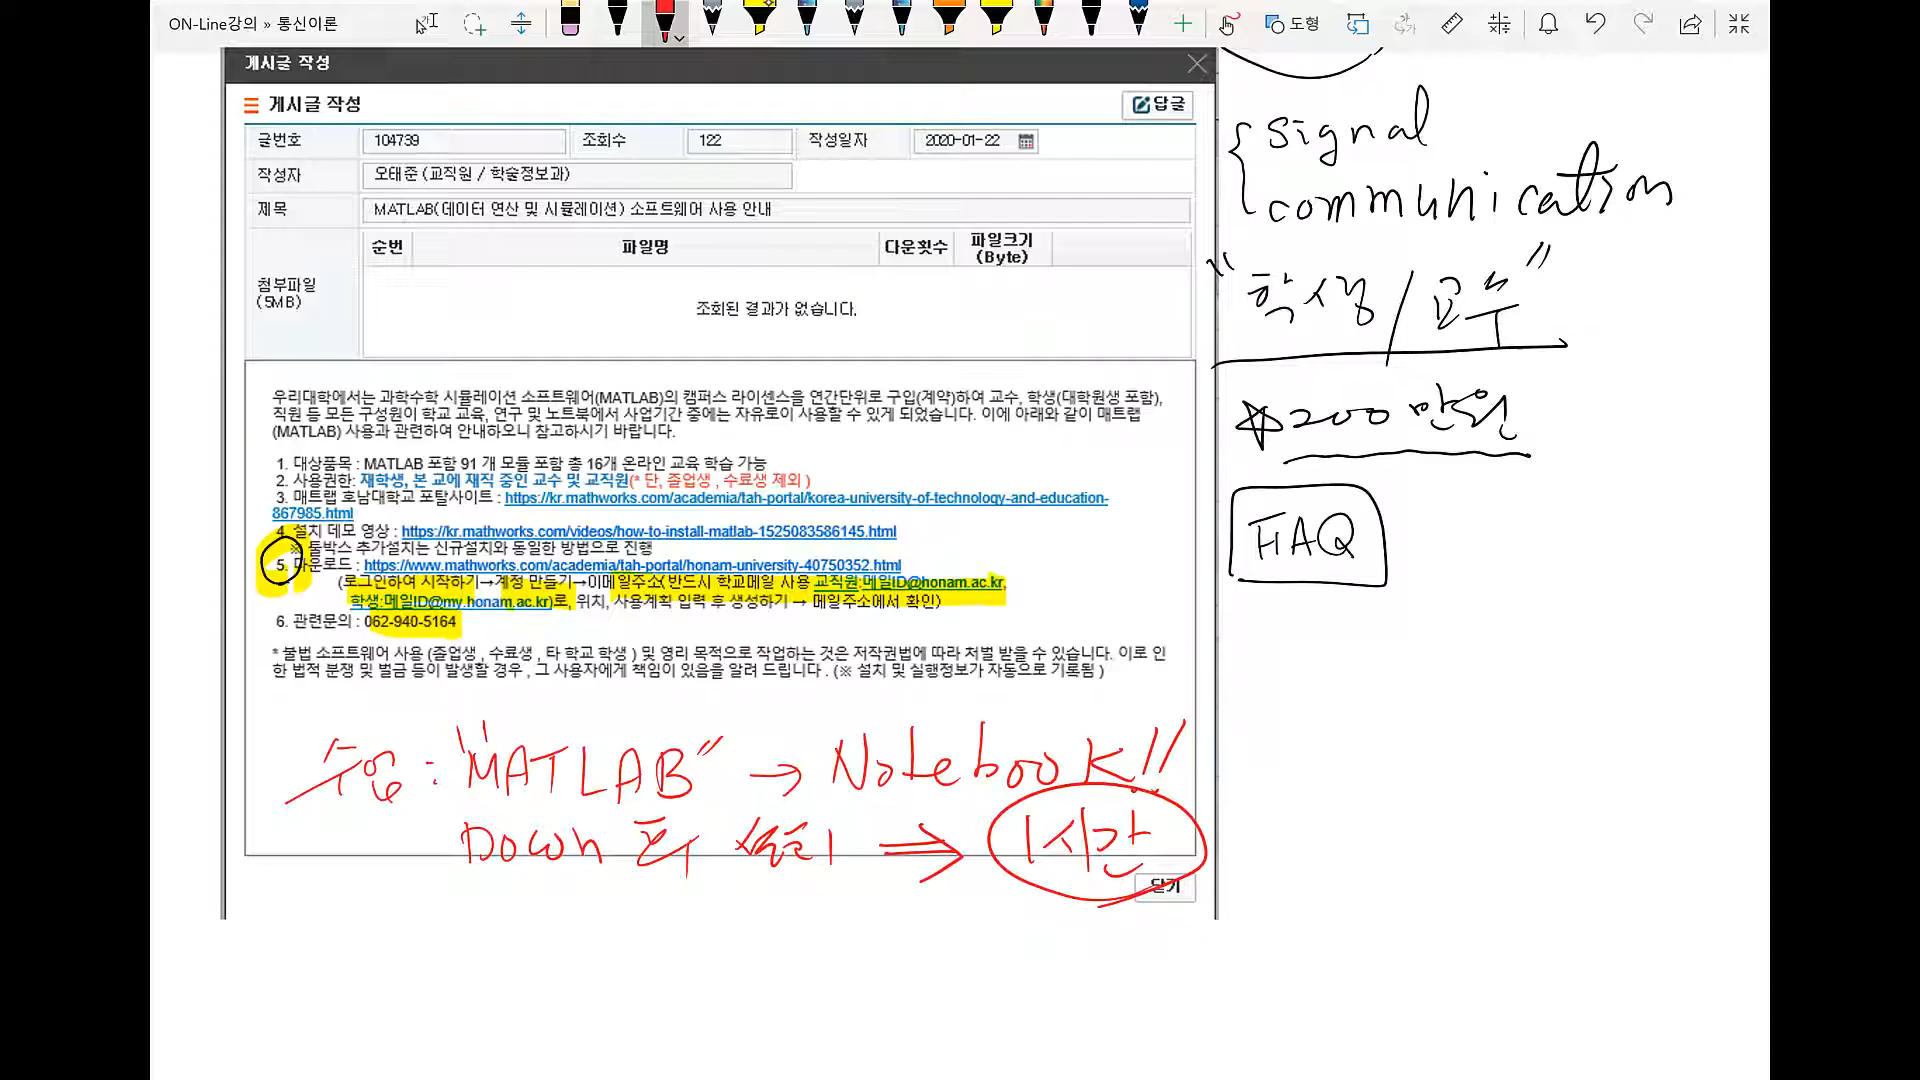 ON-Line강의 » 통신이론
도형
게시글 작성
게시글 작성
답글
글번호 104739 조회수 122 작성일자 2020-01-22
작성자 오태준 (교직원 / 학술정보과)
제목 MATLAB(데이터 연산 및 시뮬레이션) 소프트웨어 사용 안내
첨부파일
(5MB)
순번 파일명 다운횟수 파일크기
(Byte)
조회된 결과가 없습니다.
우리대학에서는 과학수학 시뮬레이션 소프트웨어(MATLAB)의 캠퍼스 라이센스을 연간단위로 구입(계약)하여 교수, 학생(대학원생 포함),
직원 등 모든 구성원이 학교 교육, 연구 및 노트북에서 사업기간 중에는 자유로이 사용할 수 있게 되었습니다. 이에 아래와 같이 매트랩
(MATLAB) 사용과 관련하여 안내하오니 참고하시기 바랍니다.
1. 대상품목 : MATLAB 포함 91 개 모듈 포함 총 16개 온라인 교육 학습 가능
2. 사용권한: 재학생, 본 교에 재직 중인 교수 및 교직원(* 단, 졸업생 , 수료생 제외 )
3. 매트랩 호남대학교 포탈사이트 : https://kr.mathworks.com/academia/tah-portal/korea-university-of-technology-and-education-
867985.html
4. 설치 데모 영상 : https://kr.mathworks.com/videos/how-to-install-matlab-1525083586145.html
※ 툴박스 추가설치는 신규설치와 동일한 방법으로 진행
5. 다운로드 : https://www.mathworks.com/academia/tah-portal/honam-university-40750352.html
(로그인하여 시작하기→계정 만들기→이메일주소(반드시 학교메일 사용 교직원:메일ID@honam.ac.kr,
학생:메일ID@my.honam.ac.kr)로, 위치, 사용계획 입력 후 생성하기 → 메일주소에서 확인)
6. 관련문의 : 062-940-5164
* 불법 소프트웨어 사용 (졸업생 , 수료생 , 타 학교 학생 ) 및 영리 목적으로 작업하는 것은 저작권법에 따라 처벌 받을 수 있습니다. 이로 인
한 법적 분쟁 및 벌금 등이 발생할 경우 , 그 사용자에게 책임이 있음을 알려 드립니다 . (※ 설치 및 실행정보가 자동으로 기록됨 )
수업 : "MATLAB" → Notebook!!
Down 후 설치 ⇒ 1시간
닫기
signal
communication
"학생/교수"
☆200만원
FAQ